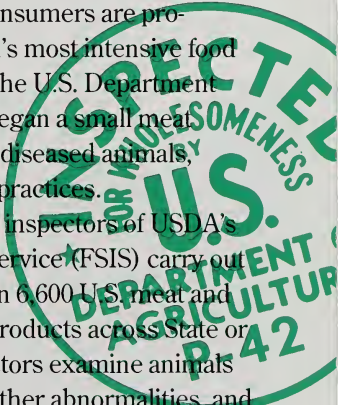 nsumers are pro-
's most intensive food
he U.S. Department
egan a small meat
diseased animals,
practices.
inspectors of USDA's
ervice (FSIS) carry out
n 6,600 U.S. meat and
roducts across State or
tors examine animals
ther abnormalities, and
INSPECTED
FOR WHOLESOMENESS
BY
U.S.
DEPARTMENT
AGRICULTUR
P-42